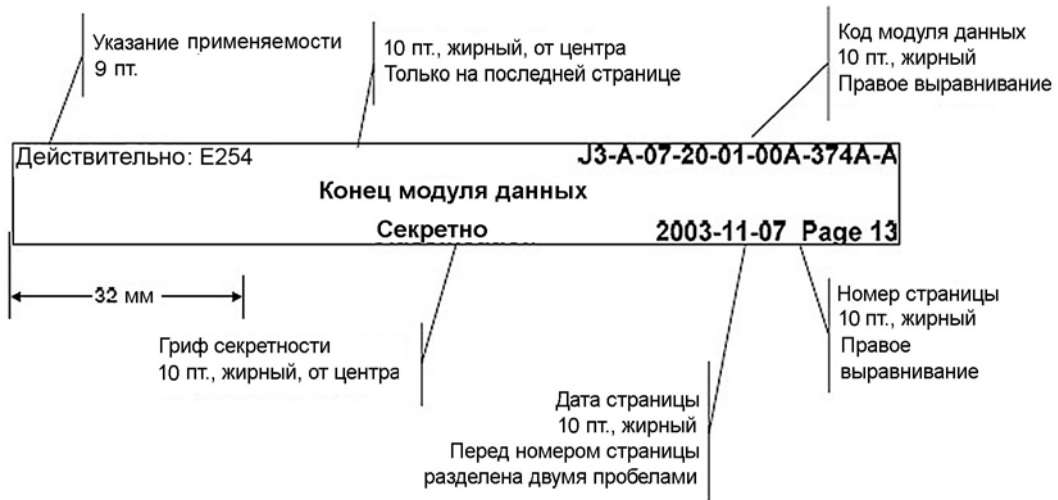 Указание применяемости
9 пт.
10 пт., жирный, от центра
Только на последней странице
Код модуля данных
10 пт., жирный
Правое выравнивание
Действительно: E254
J3-A-07-20-01-00A-374A-A
Конец модуля данных
Секретно
2003-11-07 Page 13
32 мм
Гриф секретности
10 пт., жирный, от центра
Номер страницы
10 пт., жирный
Правое
выравнивание
Дата страницы
10 пт., жирный
Перед номером страницы
разделена двумя пробелами